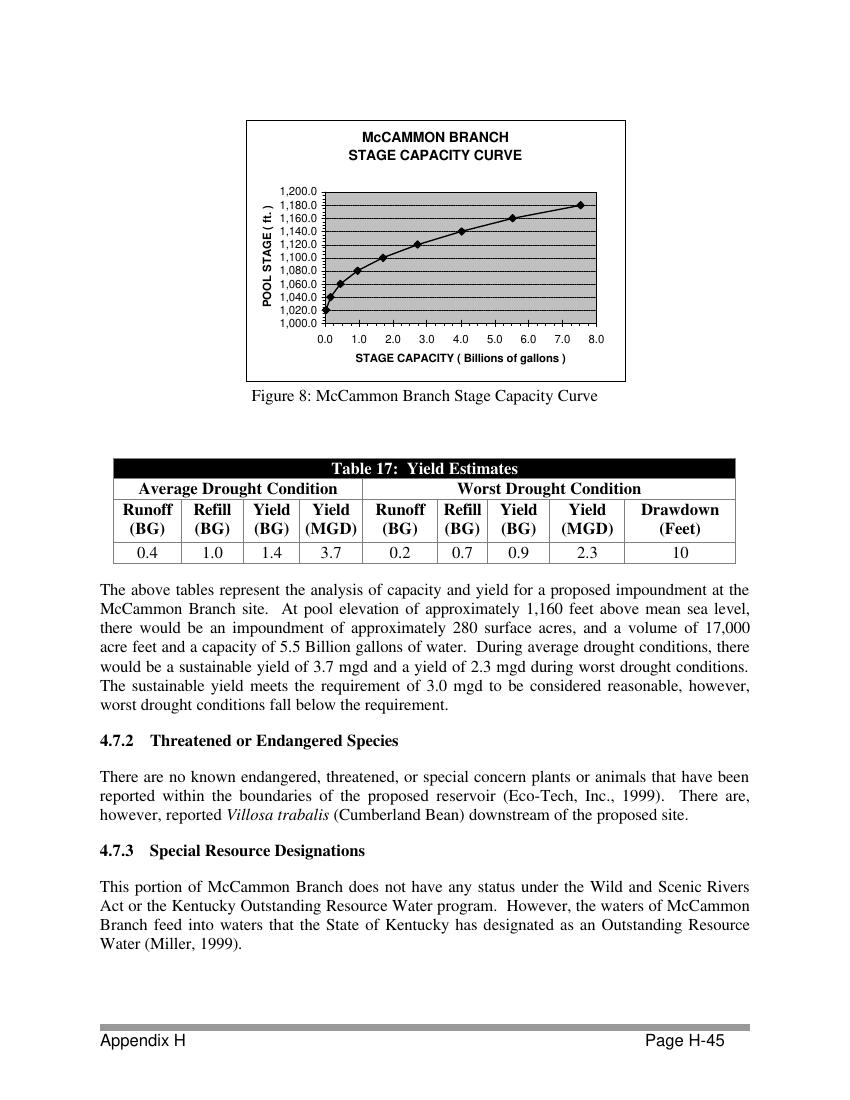 McCAMMON BRANCH
STAGE CAPACITY CURVE
POOL STAGE ( ft. )
1,200.0
1,180.0
1,160.0
1,140.0
1,120.0
1,100.0
1,080.0
1,060.0
1,040.0
1,020.0
1,000.0
0.0 1.0 2.0 3.0 4.0 5.0 6.0 7.0 8.0
STAGE CAPACITY ( Billions of gallons )
Figure 8: McCammon Branch Stage Capacity Curve
Table 17: Yield Estimates
Average Drought Condition Worst Drought Condition
Runoff Refill Yield Yield Runoff Refill Yield Yield Drawdown
(BG) (BG) (BG) (MGD) (BG) (BG) (BG) (MGD) (Feet)
0.4 1.0 1.4 3.7 0.2 0.7 0.9 2.3 10
The above tables represent the analysis of capacity and yield for a proposed impoundment at the
McCammon Branch site. At pool elevation of approximately 1,160 feet above mean sea level,
there would be an impoundment of approximately 280 surface acres, and a volume of 17,000
acre feet and a capacity of 5.5 Billion gallons of water. During average drought conditions, there
would be a sustainable yield of 3.7 mgd and a yield of 2.3 mgd during worst drought conditions.
The sustainable yield meets the requirement of 3.0 mgd to be considered reasonable, however,
worst drought conditions fall below the requirement.
4.7.2 Threatened or Endangered Species
There are no known endangered, threatened, or special concern plants or animals that have been
reported within the boundaries of the proposed reservoir (Eco-Tech, Inc., 1999). There are,
however, reported Villosa trabalis (Cumberland Bean) downstream of the proposed site.
4.7.3 Special Resource Designations
This portion of McCammon Branch does not have any status under the Wild and Scenic Rivers
Act or the Kentucky Outstanding Resource Water program. However, the waters of McCammon
Branch feed into waters that the State of Kentucky has designated as an Outstanding Resource
Water (Miller, 1999).
Appendix H Page H-45